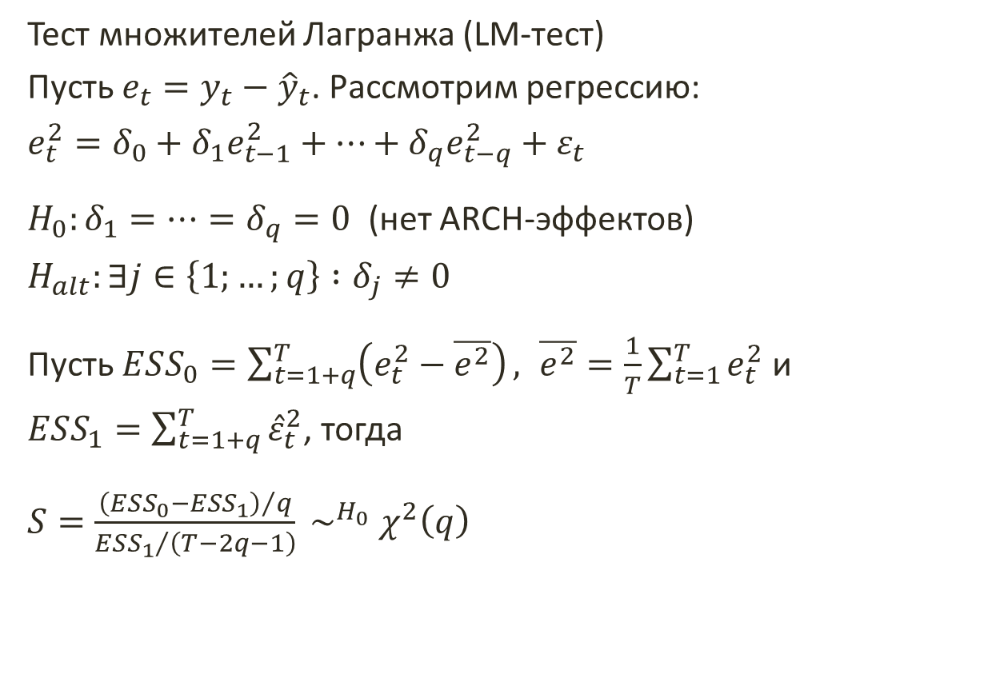 Тест множителей Лагранжа (LM-тест)
Пусть $e_t = y_t - \hat{y}_t$. Рассмотрим регрессию:
$e_t^2 = \delta_0 + \delta_1 e_{t-1}^2 + \cdots + \delta_q e_{t-q}^2 + \varepsilon_t$
$H_0: \delta_1 = \cdots = \delta_q = 0$ (нет ARCH-эффектов)
$H_{alt}: \exists j \in \{1; \ldots; q\} : \delta_j \neq 0$
Пусть $ESS_0 = \sum_{t=1+q}^{T} \left(e_t^2 - \overline{e^2}\right)$, $\overline{e^2} = \frac{1}{T} \sum_{t=1}^{T} e_t^2$ и
$ESS_1 = \sum_{t=1+q}^{T} \hat{\varepsilon}_t^2$, тогда
$S = \frac{(ESS_0 - ESS_1)/q}{ESS_1/(T-2q-1)} \sim^{H_0} \chi^2(q)$